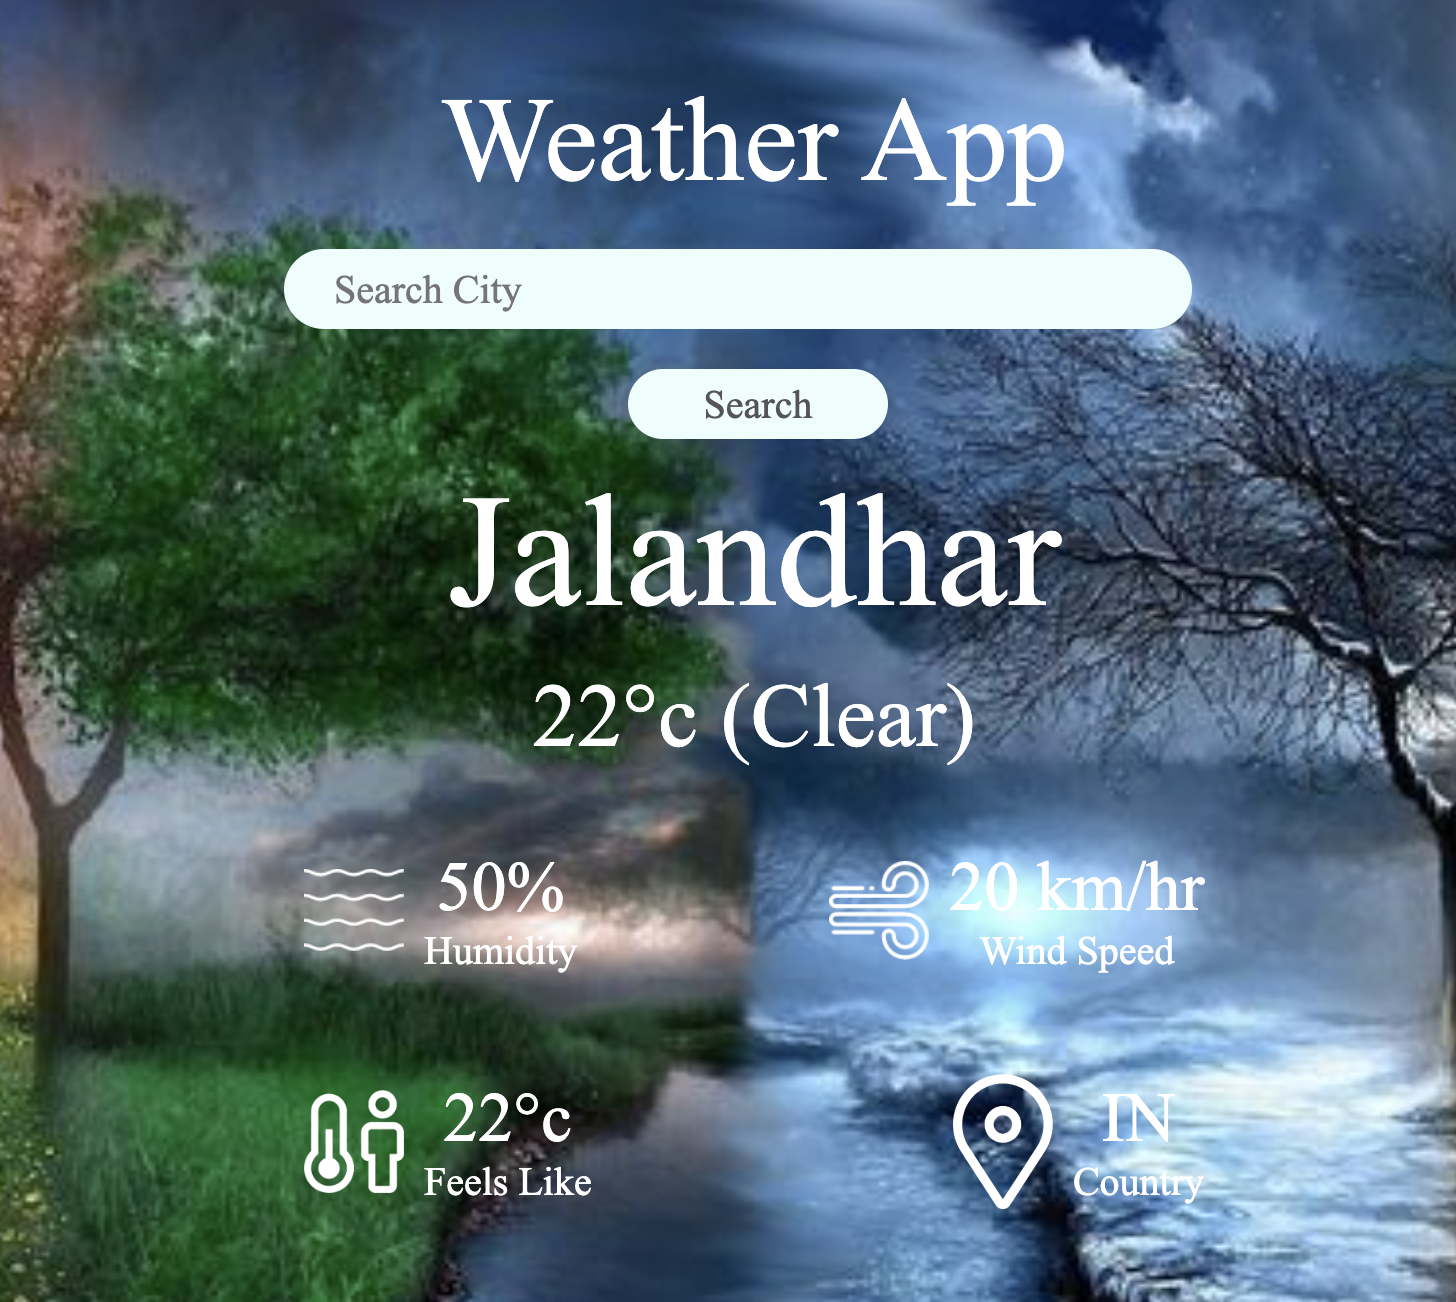 Weather App
Search City
Search
Jalandhar
22°c (Clear)
50%
Humidity
20 km/hr
Wind Speed
22°c
Feels Like
IN
Country